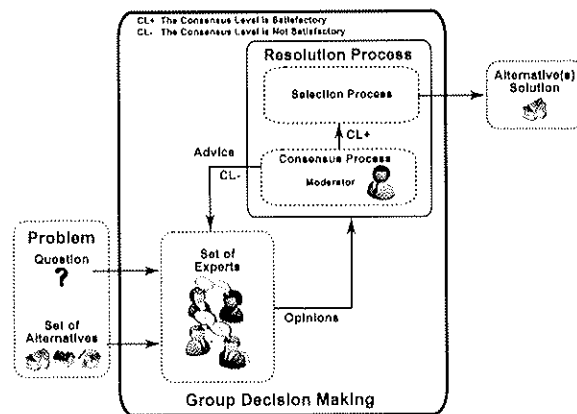 CL+ The Consensus Level is Satisfactory
CL- The Consensus Level is Not Satisfactory
Resolution Process
Selection Process
CL+
Consensus Process
Moderator
Alternative(s)
Solution
Advice
CL-
Problem
Question
?
Set of
Alternatives
Set of
Experts
Opinions
Group Decision Making